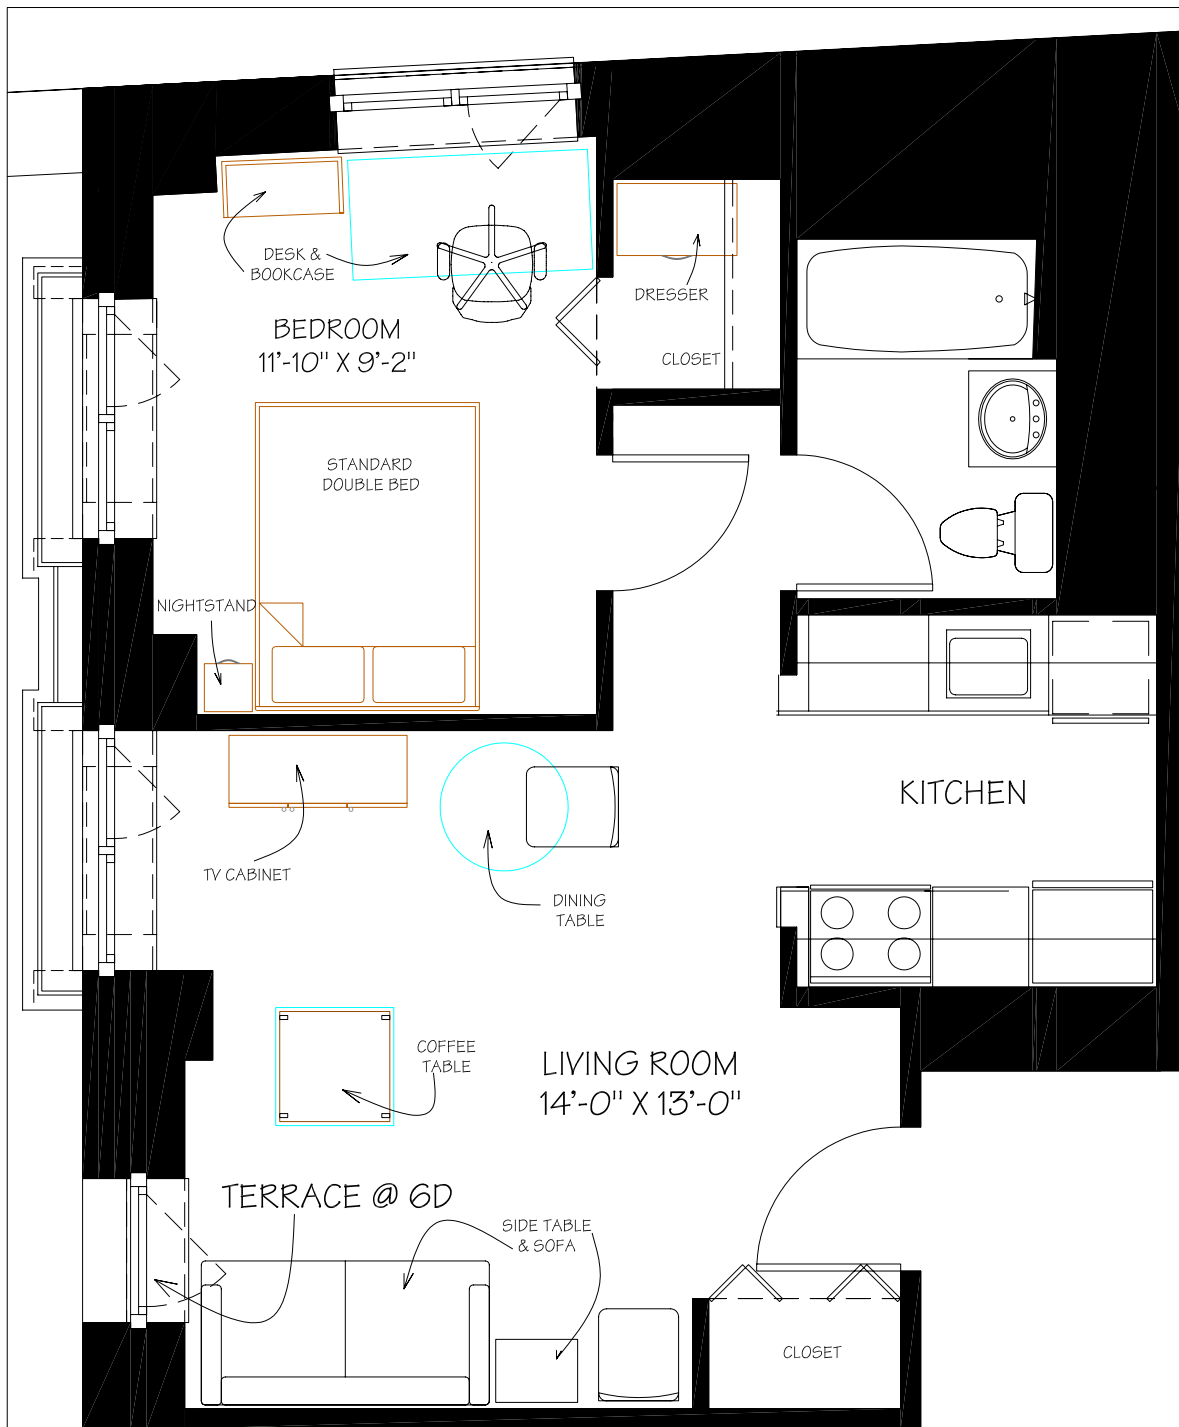 DESK &
BOOKCASE
DRESSER
BEDROOM
11'-10" X 9'-2"
CLOSET
STANDARD
DOUBLE BED
NIGHTSTAND
KITCHEN
TV CABINET
DINING
TABLE
COFFEE
TABLE
LIVING ROOM
14'-0" X 13'-0"
TERRACE @ 6D
SIDE TABLE
& SOFA
CLOSET